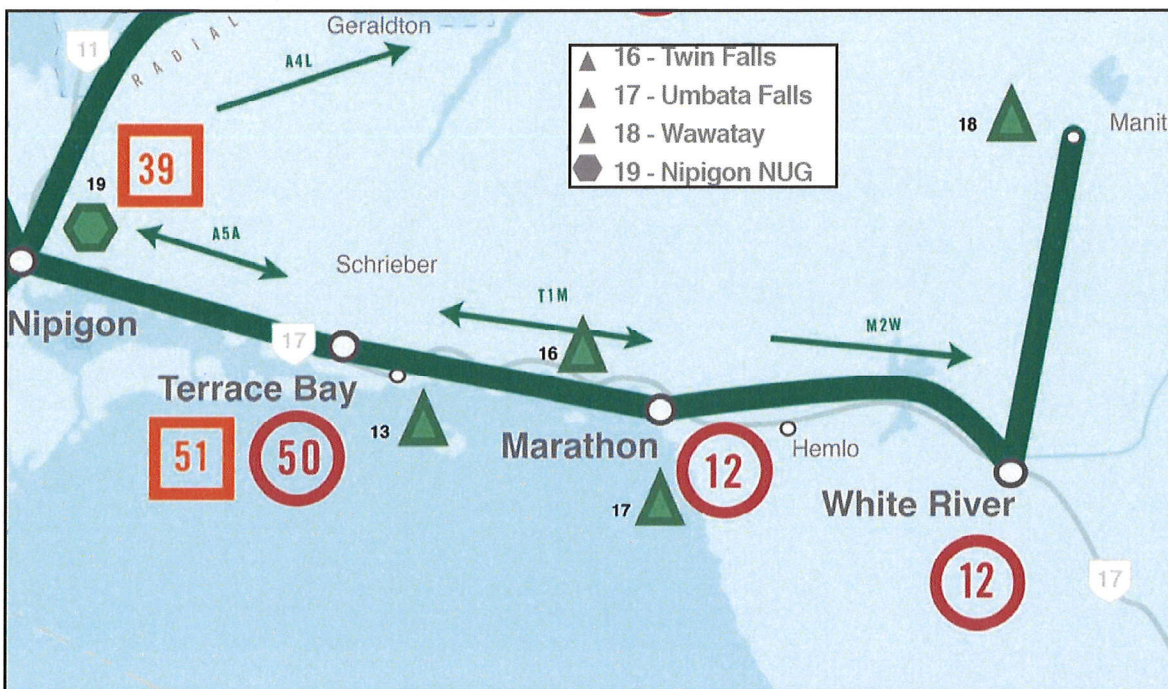 11
RADIAL
Geraldton
A4L
16 - Twin Falls
17 - Umbata Falls
18 - Wawatay
19 - Nipigon NUG
18
Manit
39
19
A5A
Schrieber
T1M
Nipigon
17
16
M2W
Terrace Bay
13
51
50
Marathon
12
Hemlo
17
White River
12
17